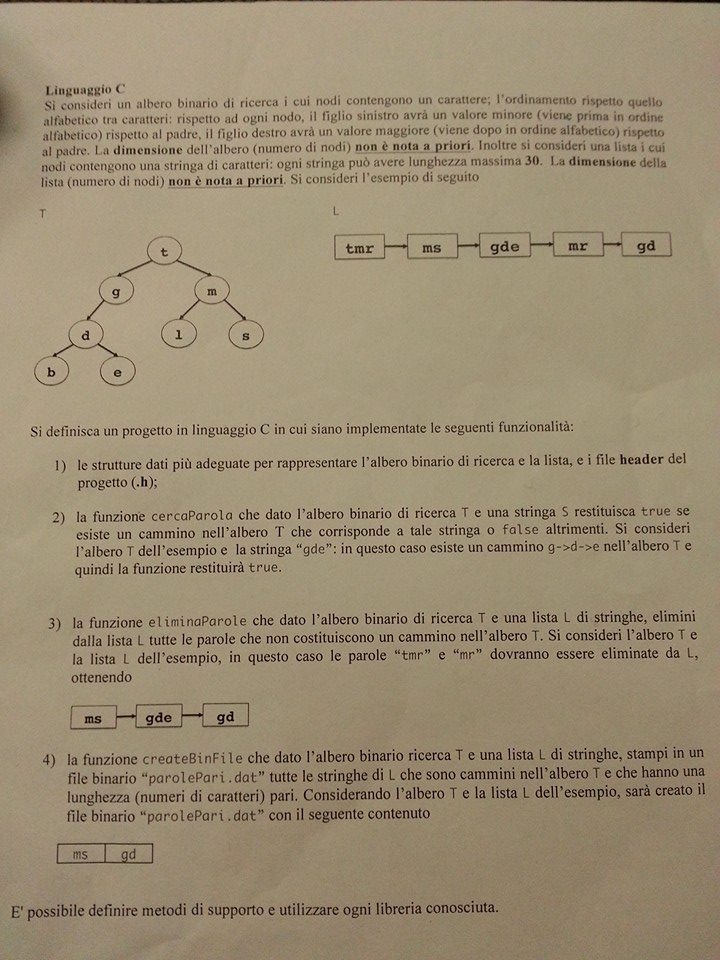 Linguaggio C
Si consideri un albero binario di ricerca i cui nodi contengono un carattere; l'ordinamento rispetto quello
alfabetico tra caratteri: rispetto ad ogni nodo, il figlio sinistro avrà un valore minore (viene prima in ordine
alfabetico) rispetto al padre, il figlio destro avrà un valore maggiore (viene dopo in ordine alfabetico) rispetto
al padre. La dimensione dell'albero (numero di nodi) non è nota a priori. Inoltre si consideri una lista i cui
nodi contengono una stringa di caratteri: ogni stringa può avere lunghezza massima 30. La dimensione della
lista (numero di nodi) non è nota a priori. Si consideri l'esempio di seguito
T L
tmr ms gde mr gd
t
g m
d l s
b e
Si definisca un progetto in linguaggio C in cui siano implementate le seguenti funzionalità:
1) le strutture dati più adeguate per rappresentare l'albero binario di ricerca e la lista, e i file header del
progetto (.h);
2) la funzione cercaParola che dato l'albero binario di ricerca T e una stringa S restituisca true se
esiste un cammino nell'albero T che corrisponde a tale stringa o false altrimenti. Si consideri
l'albero T dell'esempio e la stringa "gde": in questo caso esiste un cammino g->d->e nell'albero T e
quindi la funzione restituirà true.
3) la funzione eliminaParole che dato l'albero binario di ricerca T e una lista L di stringhe, elimini
dalla lista L tutte le parole che non costituiscono un cammino nell'albero T. Si consideri l'albero T e
la lista L dell'esempio, in questo caso le parole "tmr" e "mr" dovranno essere eliminate da L,
ottenendo
ms gde gd
4) la funzione createBinFile che dato l'albero binario ricerca T e una lista L di stringhe, stampi in un
file binario "parolePari.dat" tutte le stringhe di L che sono cammini nell'albero T e che hanno una
lunghezza (numeri di caratteri) pari. Considerando l'albero T e la lista L dell'esempio, sarà creato il
file binario "parolePari.dat" con il seguente contenuto
ms gd
E' possibile definire metodi di supporto e utilizzare ogni libreria conosciuta.